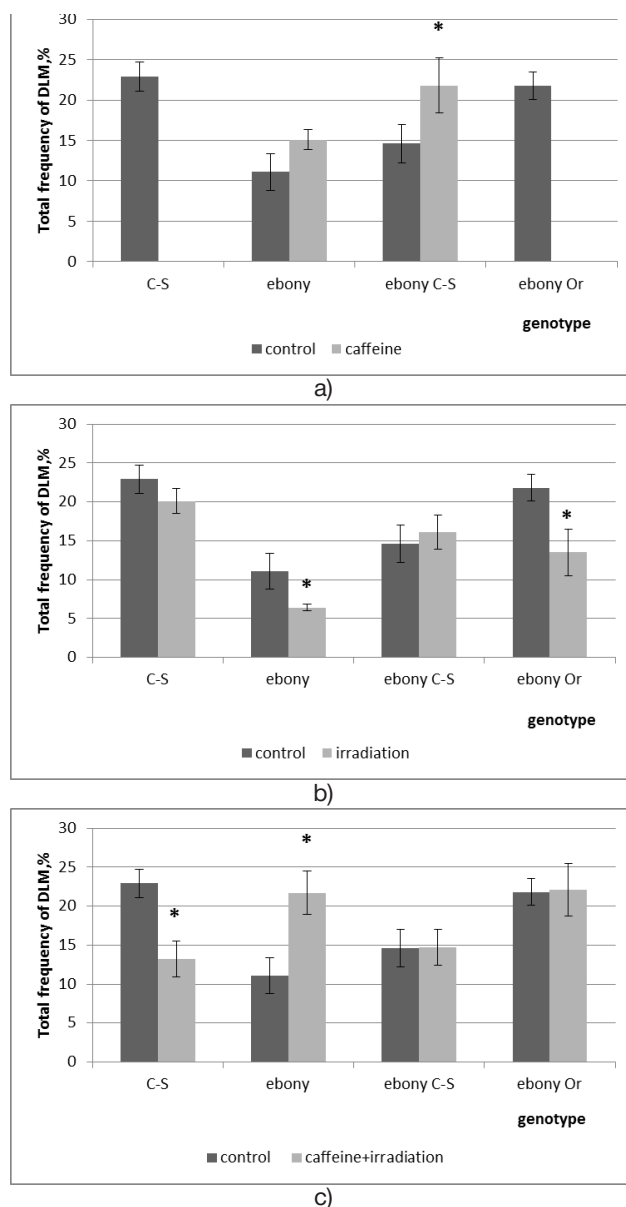 30
25
20
15
10
5
0
Total frequency of DLM,%
*
C-S ebony ebony C-S ebony Or
genotype
control caffeine
a)
30
25
20
15
10
5
0
Total frequency of DLM,%
*
*
C-S ebony ebony C-S ebony Or
genotype
control irradiation
b)
30
25
20
15
10
5
0
Total frequency of DLM,%
*
*
C-S ebony ebony C-S ebony Or
genotype
control caffeine+irradiation
c)